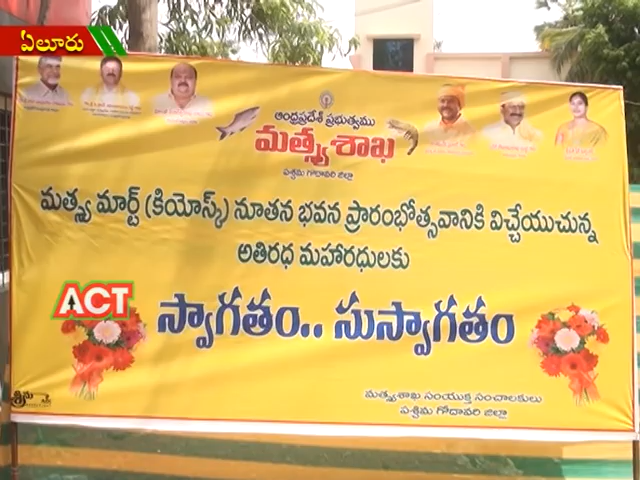 ఏలూరు
ఆంధ్రప్రదేశ్ ప్రభుత్వము
మత్స్యశాఖ
పశ్చిమ గోదావరి జిల్లా
మత్స్య మార్ట్ (కియోస్క్) నూతన భవన ప్రారంభోత్సవానికి విచ్చేయుచున్న
అతిరథ మహారథులకు
ACT
స్వాగతం.. సుస్వాగతం
మత్స్యశాఖ సంయుక్త సంచాలకులు
పశ్చిమ గోదావరి జిల్లా